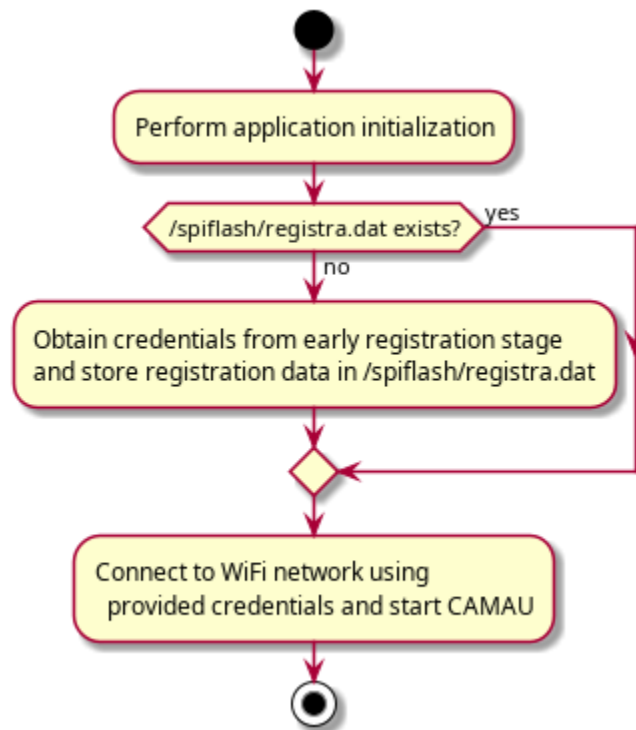 Perform application initialization
/spiflash/registra.dat exists?
yes
no
Obtain credentials from early registration stage
and store registration data in /spiflash/registra.dat
Connect to WiFi network using
provided credentials and start CAMAU